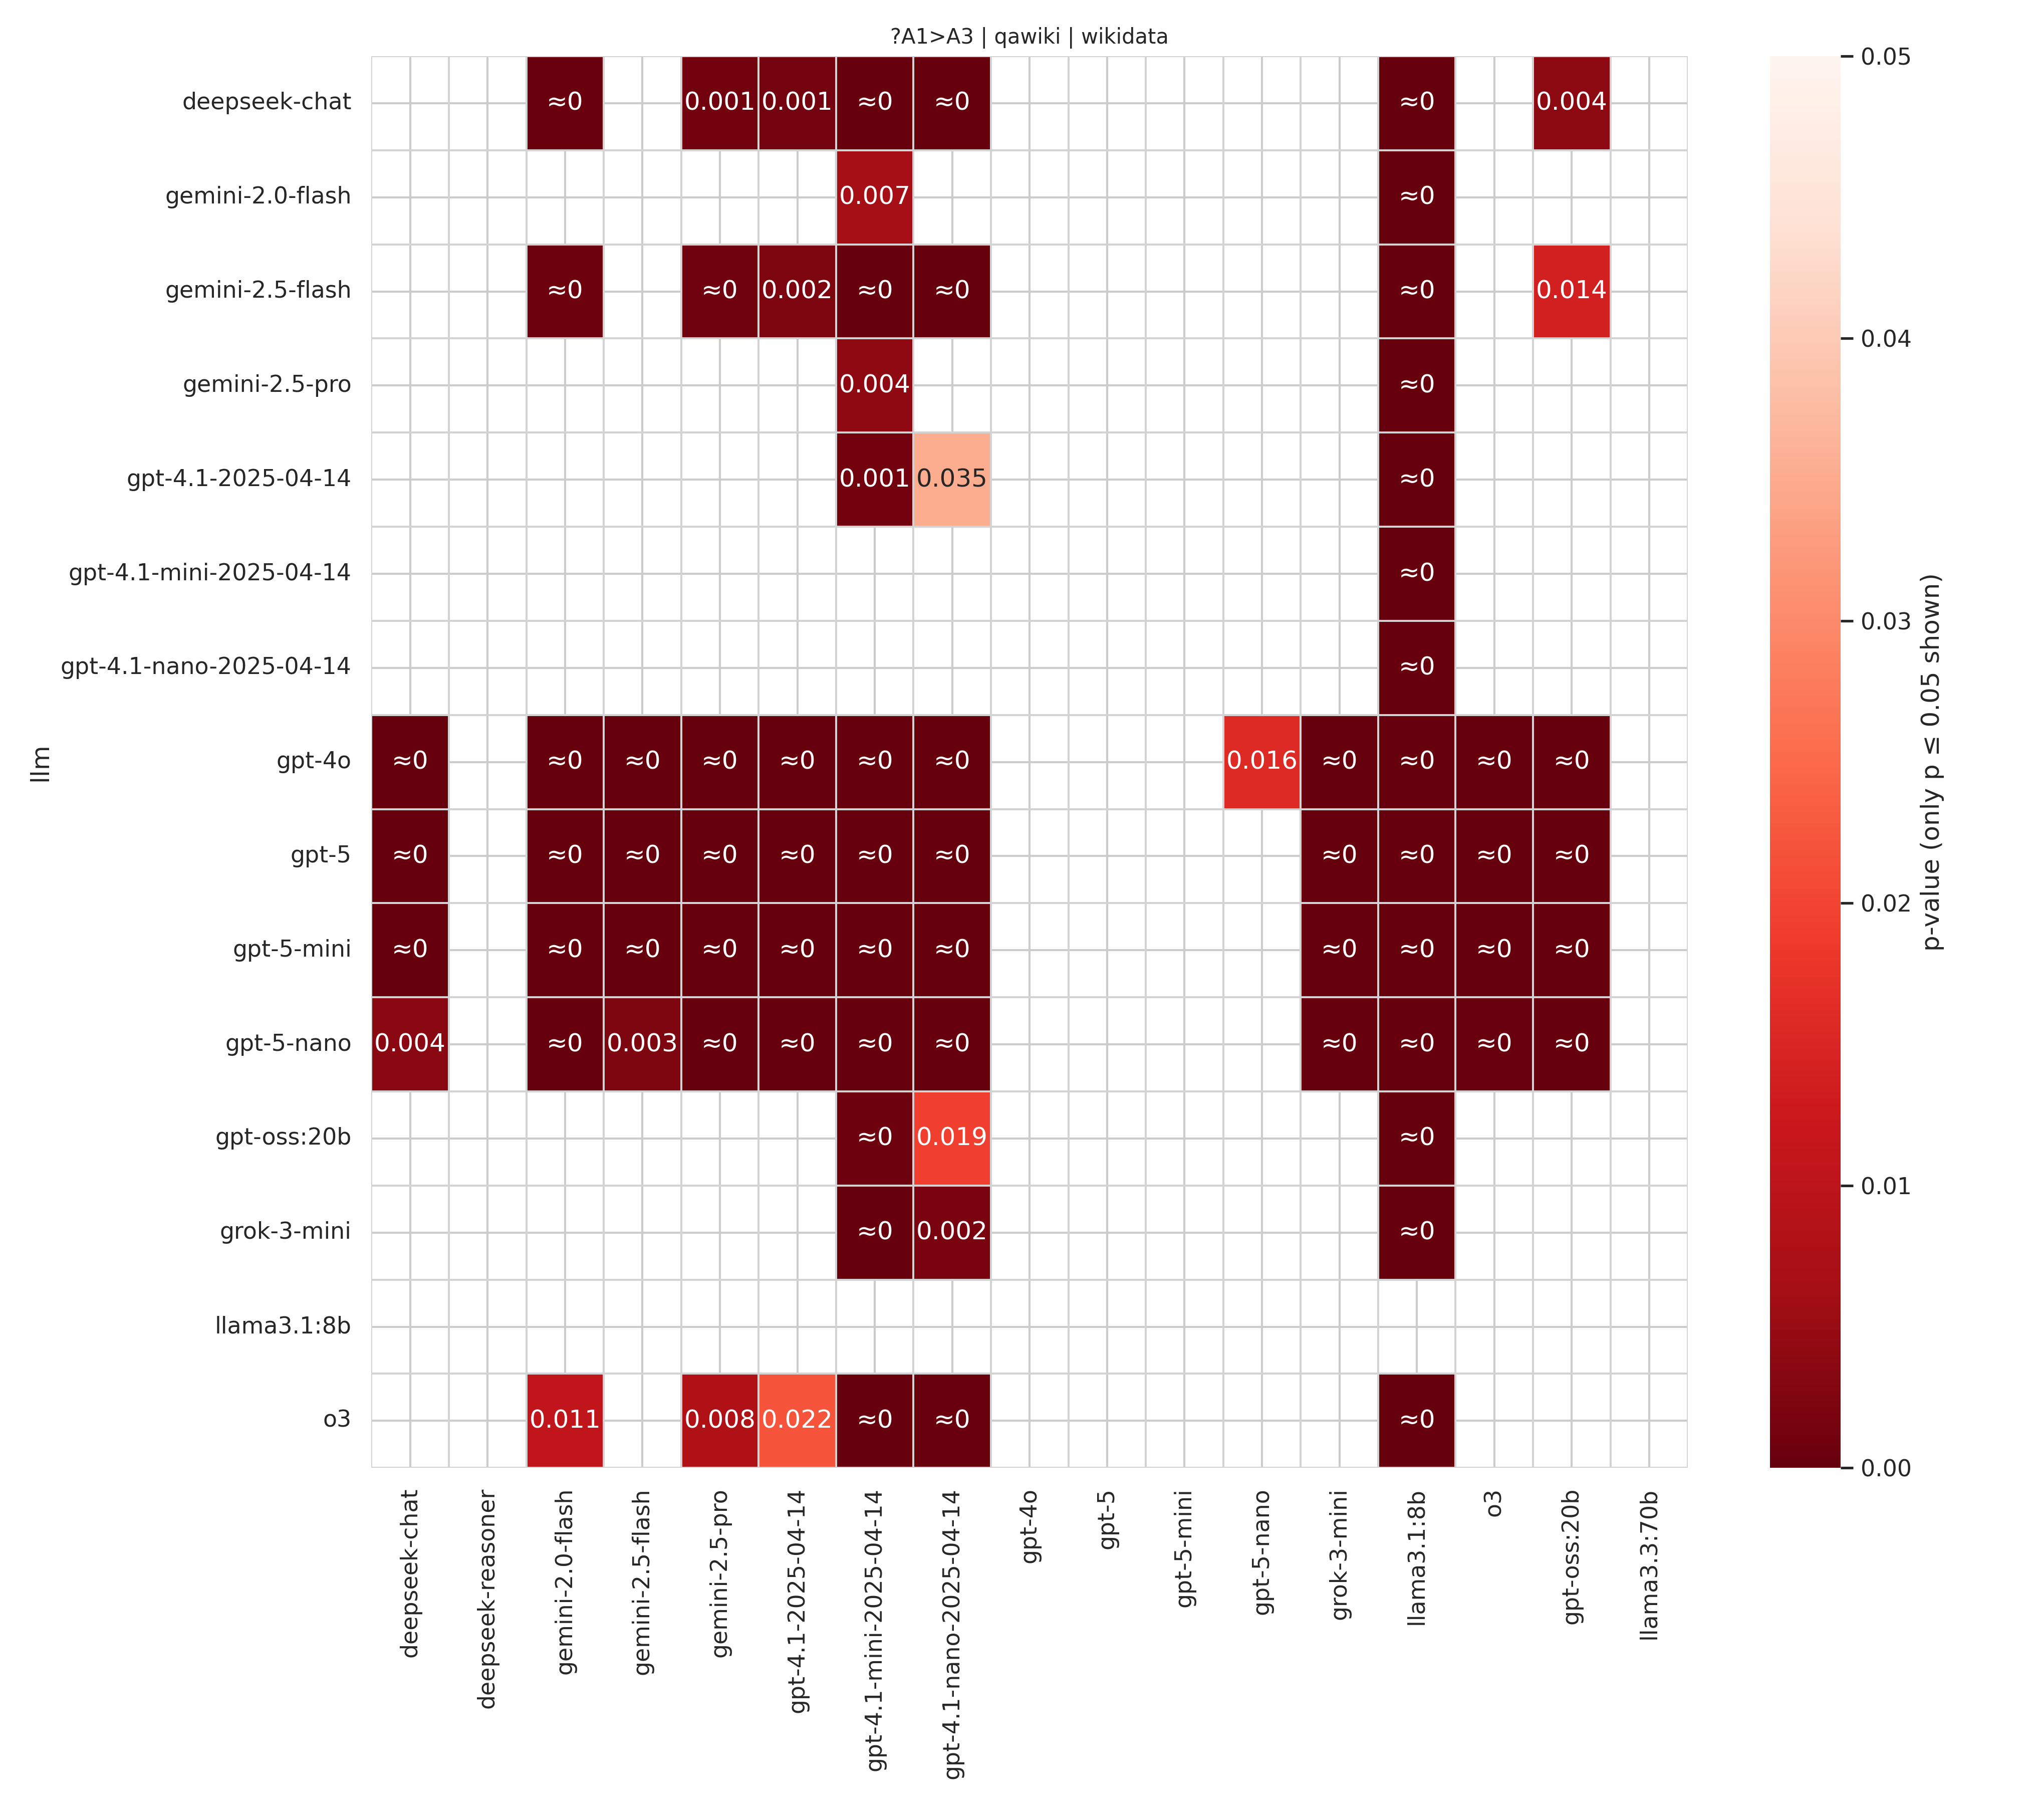 ?A1>A3 | qawiki | wikidata
deepseek-chat ≈0 0.001 0.001 ≈0 ≈0 ≈0 0.004
gemini-2.0-flash 0.007 ≈0
gemini-2.5-flash ≈0 ≈0 0.002 ≈0 ≈0 ≈0 0.014
gemini-2.5-pro 0.004 ≈0
gpt-4.1-2025-04-14 0.001 0.035 ≈0
gpt-4.1-mini-2025-04-14 ≈0
gpt-4.1-nano-2025-04-14 ≈0
gpt-4o ≈0 ≈0 ≈0 ≈0 ≈0 ≈0 ≈0 0.016 ≈0 ≈0 ≈0 ≈0
gpt-5 ≈0 ≈0 ≈0 ≈0 ≈0 ≈0 ≈0 ≈0 ≈0 ≈0 ≈0
gpt-5-mini ≈0 ≈0 ≈0 ≈0 ≈0 ≈0 ≈0 ≈0 ≈0 ≈0 ≈0
gpt-5-nano 0.004 ≈0 0.003 ≈0 ≈0 ≈0 ≈0 ≈0 ≈0 ≈0 ≈0
gpt-oss:20b ≈0 0.019 ≈0
grok-3-mini ≈0 0.002 ≈0
llama3.1:8b
o3 0.011 0.008 0.022 ≈0 ≈0 ≈0
llm
deepseek-chat
deepseek-reasoner
gemini-2.0-flash
gemini-2.5-flash
gemini-2.5-pro
gpt-4.1-2025-04-14
gpt-4.1-mini-2025-04-14
gpt-4.1-nano-2025-04-14
gpt-4o
gpt-5
gpt-5-mini
gpt-5-nano
grok-3-mini
llama3.1:8b
o3
gpt-oss:20b
llama3.3:70b
0.05
0.04
0.03
0.02
0.01
0.00
p-value (only p ≤ 0.05 shown)